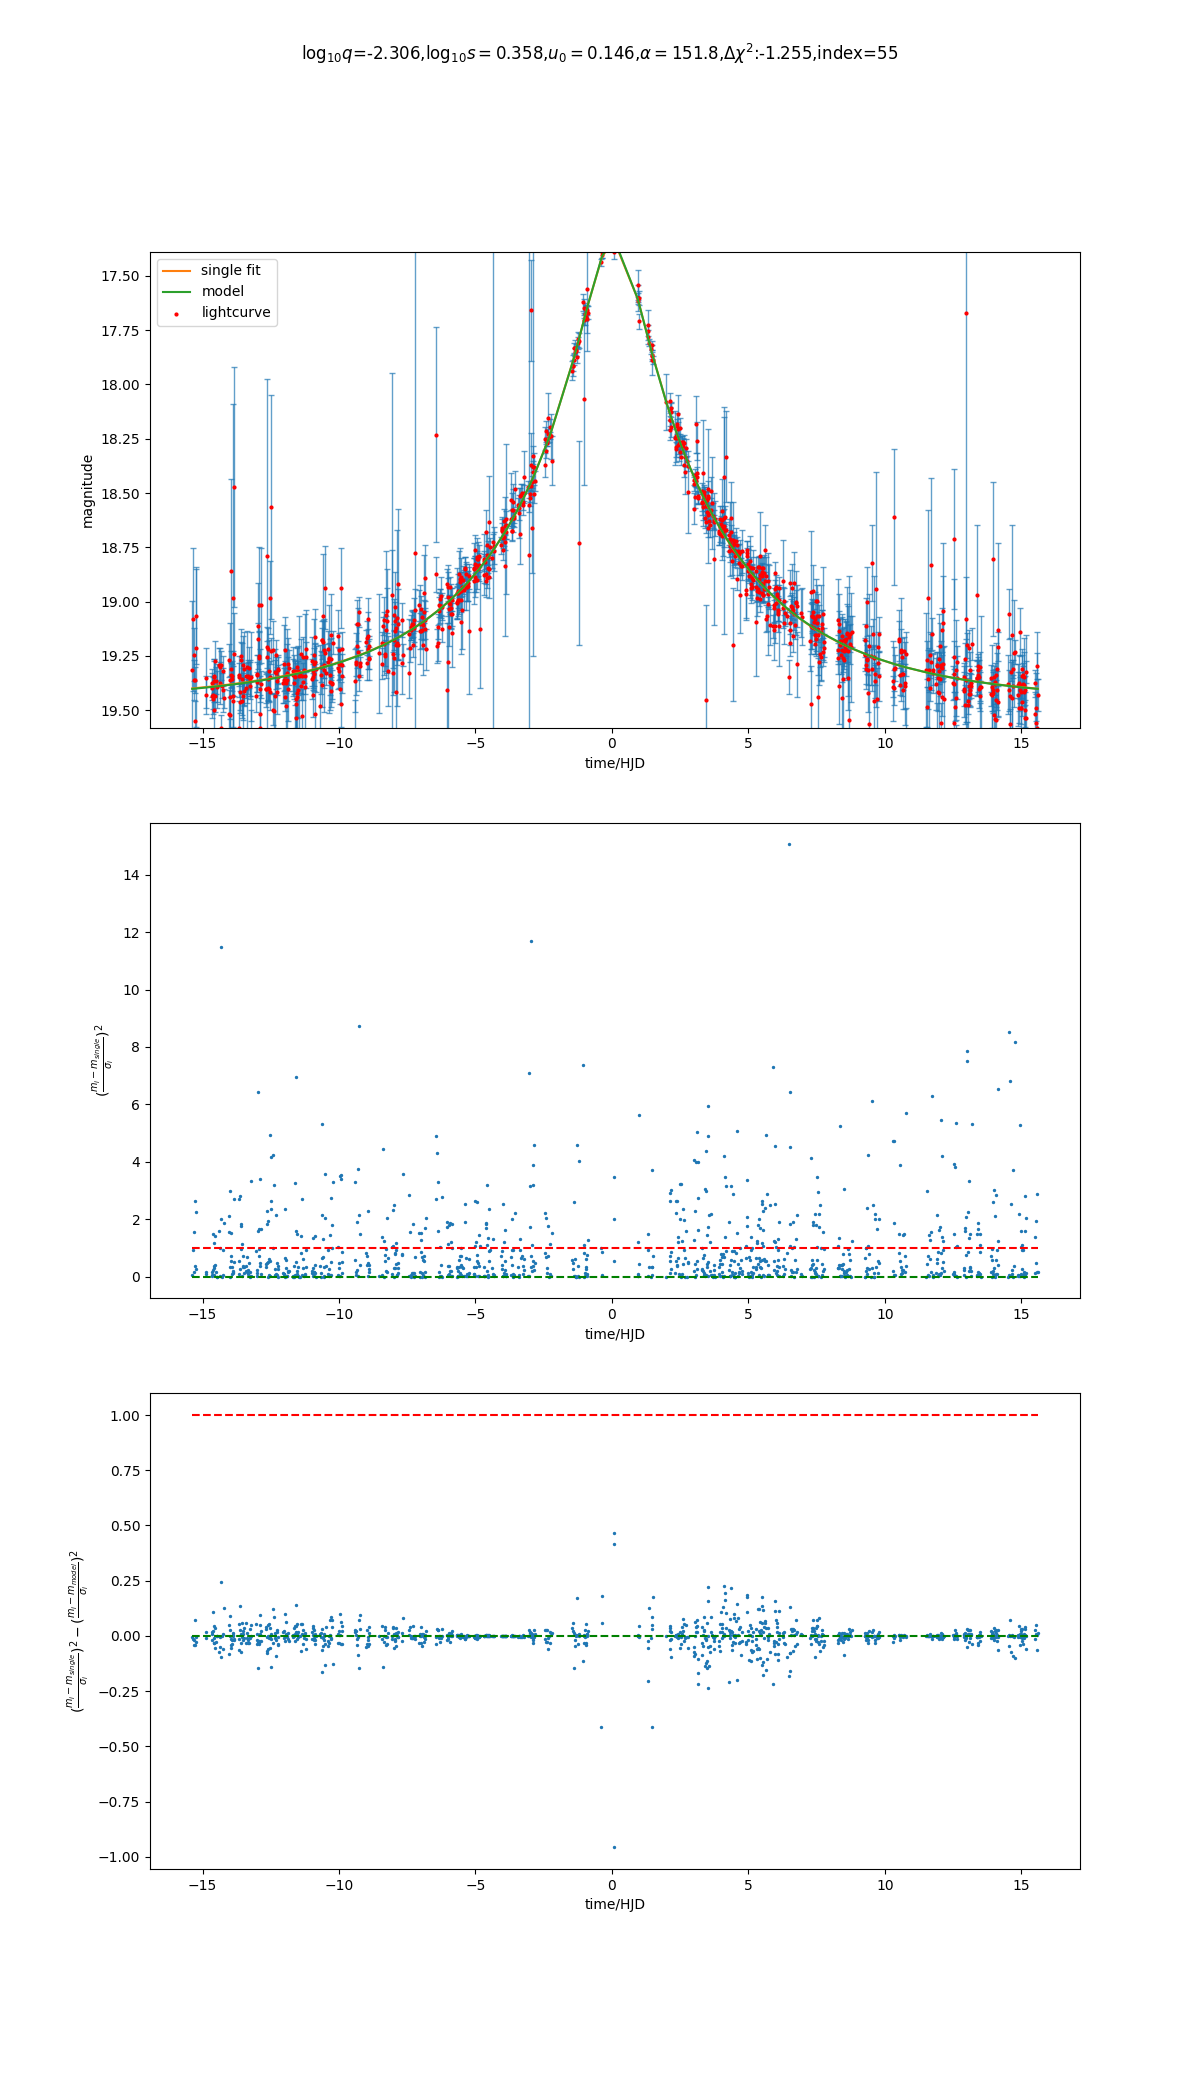 log₁₀q=-2.306,log₁₀s = 0.358,u₀ = 0.146,α = 151.8,Δχ²:-1.255,index=55
single fit
model
lightcurve
17.50
17.75
18.00
18.25
18.50
18.75
19.00
19.25
19.50
magnitude
−15 −10 −5 0 5 10 15
time/HJD
14
12
10
8
6
4
2
0
((mᵢ − m_single)/σᵢ)²
−15 −10 −5 0 5 10 15
time/HJD
1.00
0.75
0.50
0.25
0.00
−0.25
−0.50
−0.75
−1.00
((mᵢ − m_single)/σᵢ)² − ((mᵢ − m_model)/σᵢ)²
−15 −10 −5 0 5 10 15
time/HJD